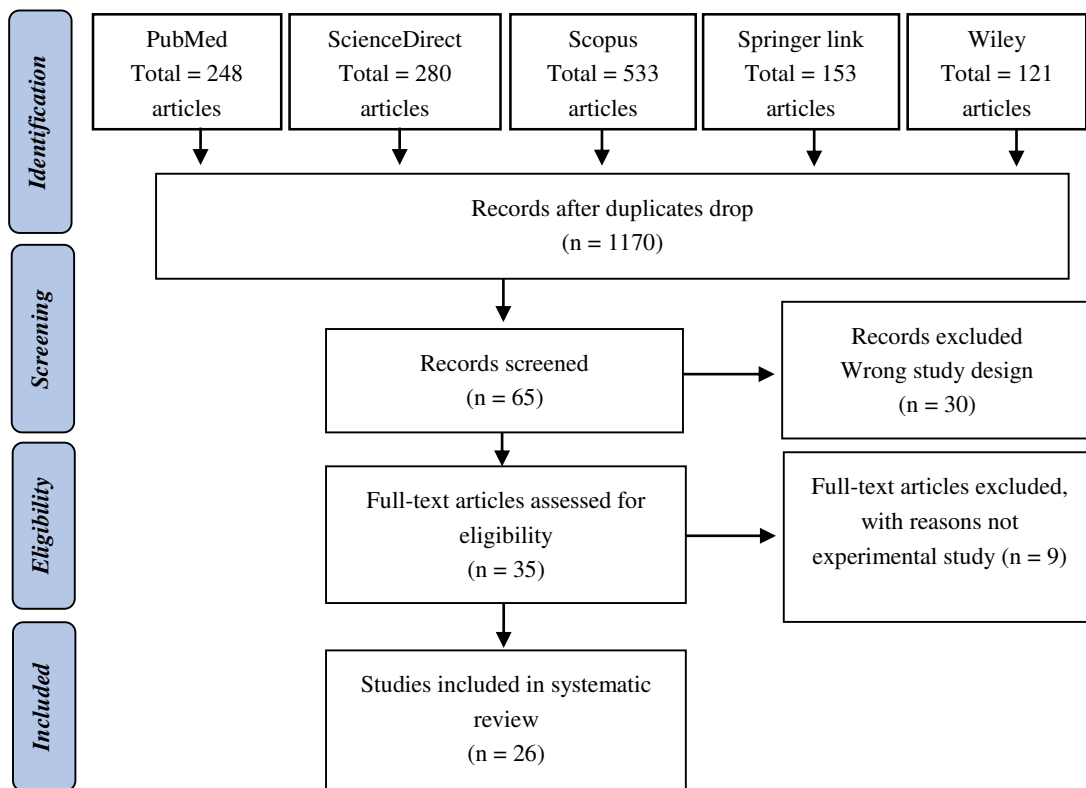 Identification
PubMed
Total = 248
articles
ScienceDirect
Total = 280
articles
Scopus
Total = 533
articles
Springer link
Total = 153
articles
Wiley
Total = 121
articles
Records after duplicates drop
(n = 1170)
Screening
Records screened
(n = 65)
Records excluded
Wrong study design
(n = 30)
Eligibility
Full-text articles assessed for
eligibility
(n = 35)
Full-text articles excluded,
with reasons not
experimental study (n = 9)
Included
Studies included in systematic
review
(n = 26)